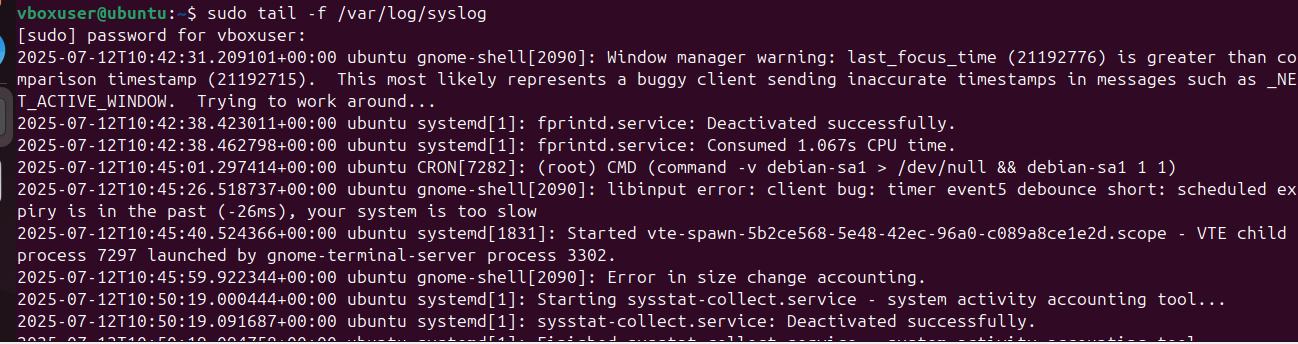 vboxuser@ubuntu:~$ sudo tail -f /var/log/syslog
[sudo] password for vboxuser:
2025-07-12T10:42:31.209101+00:00 ubuntu gnome-shell[2090]: Window manager warning: last_focus_time (21192776) is greater than co
mparison timestamp (21192715).  This most likely represents a buggy client sending inaccurate timestamps in messages such as _NE
T_ACTIVE_WINDOW.  Trying to work around...
2025-07-12T10:42:38.423011+00:00 ubuntu systemd[1]: fprintd.service: Deactivated successfully.
2025-07-12T10:42:38.462798+00:00 ubuntu systemd[1]: fprintd.service: Consumed 1.067s CPU time.
2025-07-12T10:45:01.297414+00:00 ubuntu CRON[7282]: (root) CMD (command -v debian-sa1 > /dev/null && debian-sa1 1 1)
2025-07-12T10:45:26.518737+00:00 ubuntu gnome-shell[2090]: libinput error: client bug: timer event5 debounce short: scheduled ex
piry is in the past (-26ms), your system is too slow
2025-07-12T10:45:40.524366+00:00 ubuntu systemd[1831]: Started vte-spawn-5b2ce568-5e48-42ec-96a0-c089a8ce1e2d.scope - VTE child
process 7297 launched by gnome-terminal-server process 3302.
2025-07-12T10:45:59.922344+00:00 ubuntu gnome-shell[2090]: Error in size change accounting.
2025-07-12T10:50:19.000444+00:00 ubuntu systemd[1]: Starting sysstat-collect.service - system activity accounting tool...
2025-07-12T10:50:19.091687+00:00 ubuntu systemd[1]: sysstat-collect.service: Deactivated successfully.
ubuntu systemd[1]: Finished sysstat-collect.service - system activity accounting tool